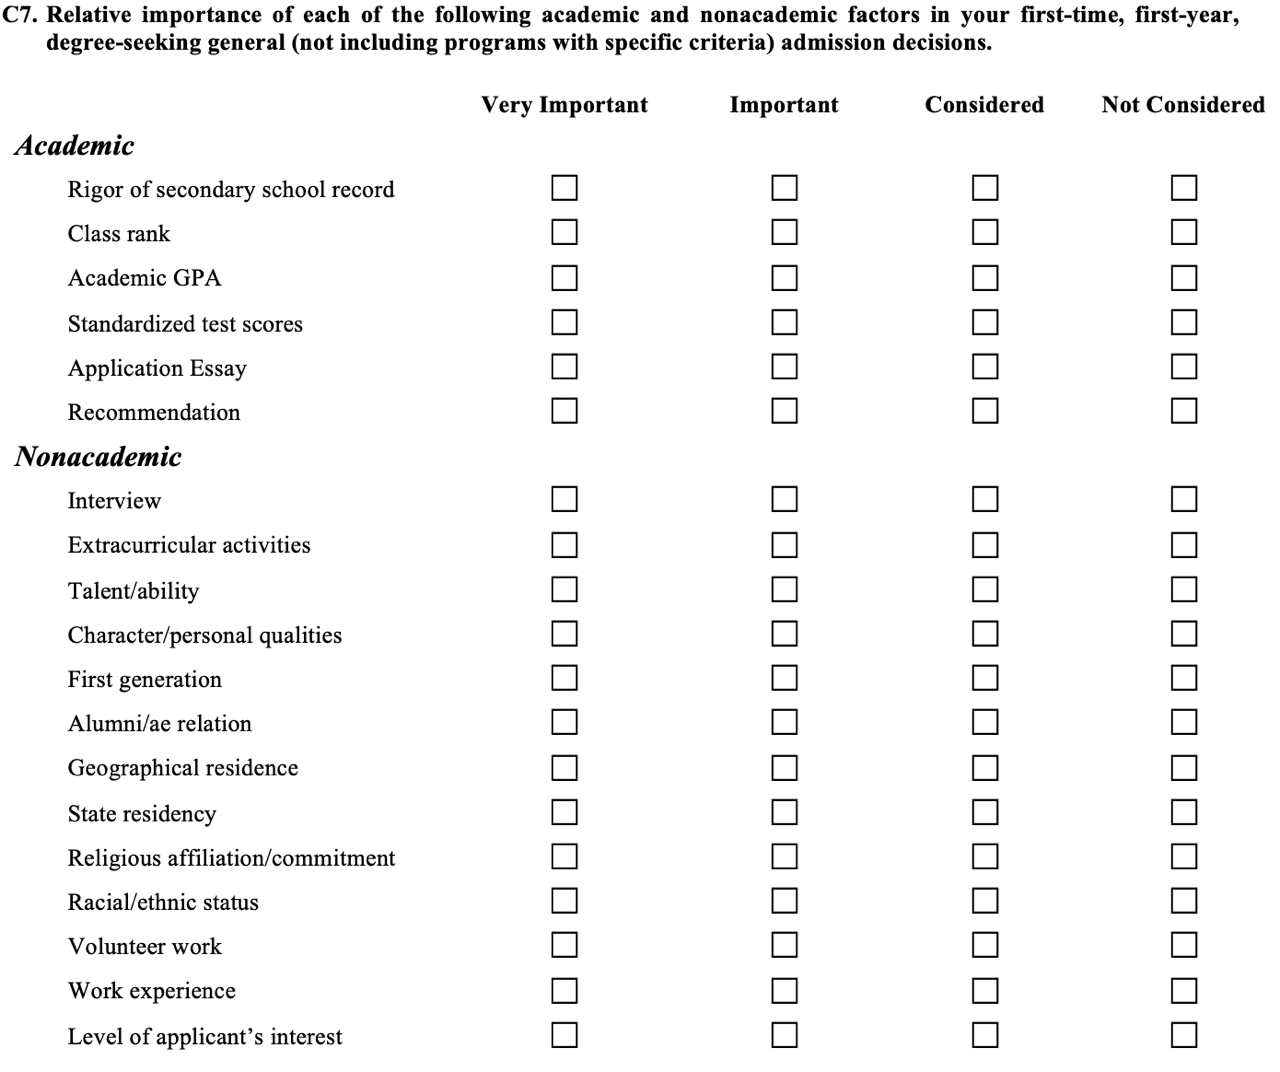 C7. Relative importance of each of the following academic and nonacademic factors in your first-time, first-year,
degree-seeking general (not including programs with specific criteria) admission decisions.
Very Important Important Considered Not Considered
Academic
Rigor of secondary school record
Class rank
Academic GPA
Standardized test scores
Application Essay
Recommendation
Nonacademic
Interview
Extracurricular activities
Talent/ability
Character/personal qualities
First generation
Alumni/ae relation
Geographical residence
State residency
Religious affiliation/commitment
Racial/ethnic status
Volunteer work
Work experience
Level of applicant’s interest